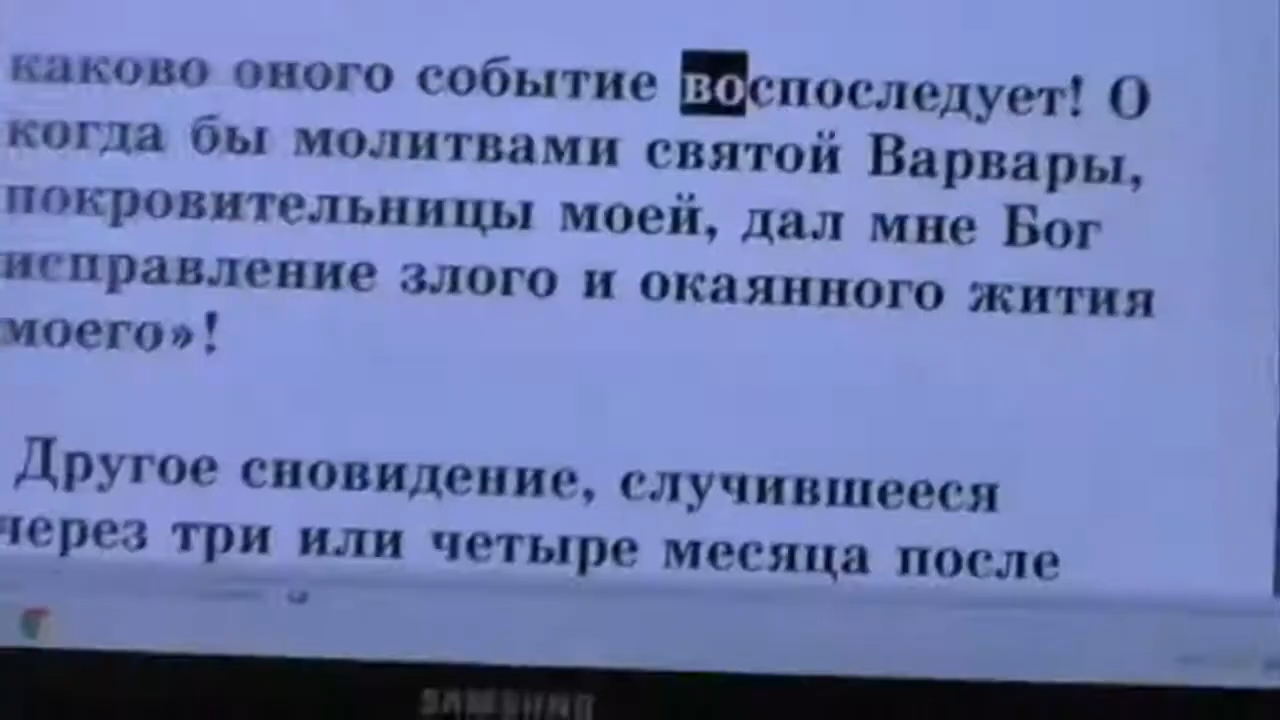 каково оного событие воспоследует! О
когда бы молитвами святой Варвары,
покровительницы моей, дал мне Бог
исправление злого и окаянного жития
моего»!
Другое сновидение, случившееся
через три или четыре месяца после
SAMSUNG